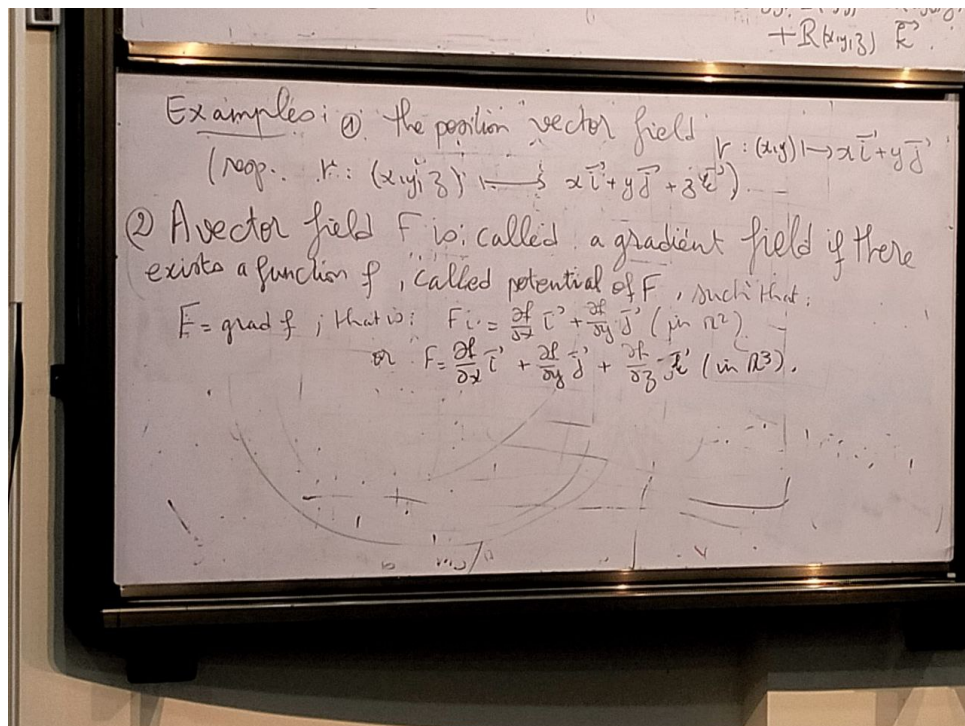 + R(x,y,z) k⃗.
Examples: ① the position vector field r : (x,y) ↦ x i⃗ + y j⃗
(resp. r : (x,y,z) ↦ x i⃗ + y j⃗ + z k⃗).
② A vector field F is called a gradient field if there
exists a function f, called potential of F, such that:
F = grad f ; that is: F = ∂f/∂x i⃗ + ∂f/∂y j⃗ (in R²)
or F = ∂f/∂x i⃗ + ∂f/∂y j⃗ + ∂f/∂z k⃗ (in R³).